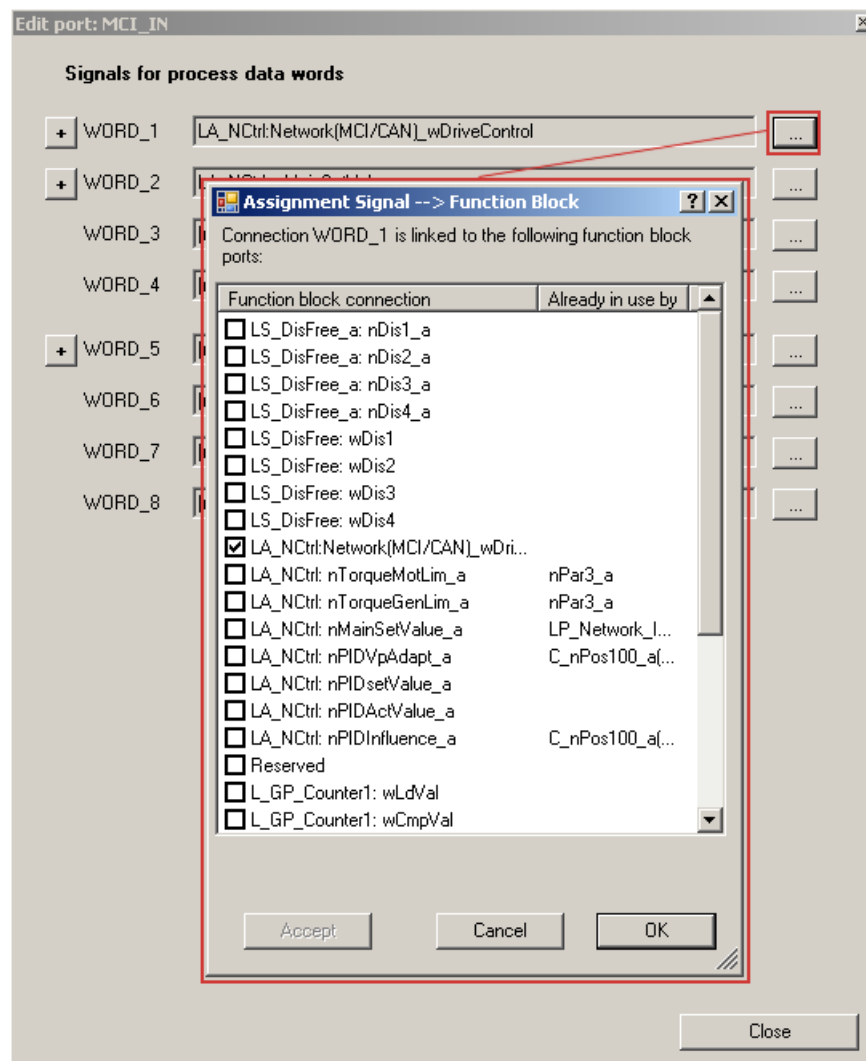 Edit port: MCI_IN
Signals for process data words
+ WORD_1 LA_NCtrl:Network(MCI/CAN)_wDriveControl ...
+ WORD_2 ...
WORD_3 ...
WORD_4 ...
+ WORD_5 ...
WORD_6 ...
WORD_7 ...
WORD_8 ...
Assignment Signal --> Function Block
Connection WORD_1 is linked to the following function block
ports:
Function block connection Already in use by
LS_DisFree_a: nDis1_a
LS_DisFree_a: nDis2_a
LS_DisFree_a: nDis3_a
LS_DisFree_a: nDis4_a
LS_DisFree: wDis1
LS_DisFree: wDis2
LS_DisFree: wDis3
LS_DisFree: wDis4
LA_NCtrl:Network(MCI/CAN)_wDri...
LA_NCtrl: nTorqueMotLim_a nPar3_a
LA_NCtrl: nTorqueGenLim_a nPar3_a
LA_NCtrl: nMainSetValue_a LP_Network_I...
LA_NCtrl: nPIDVpAdapt_a C_nPos100_a(...
LA_NCtrl: nPIDsetValue_a
LA_NCtrl: nPIDActValue_a
LA_NCtrl: nPIDInfluence_a C_nPos100_a(...
Reserved
L_GP_Counter1: wLdVal
L_GP_Counter1: wCmpVal
Accept Cancel OK
Close